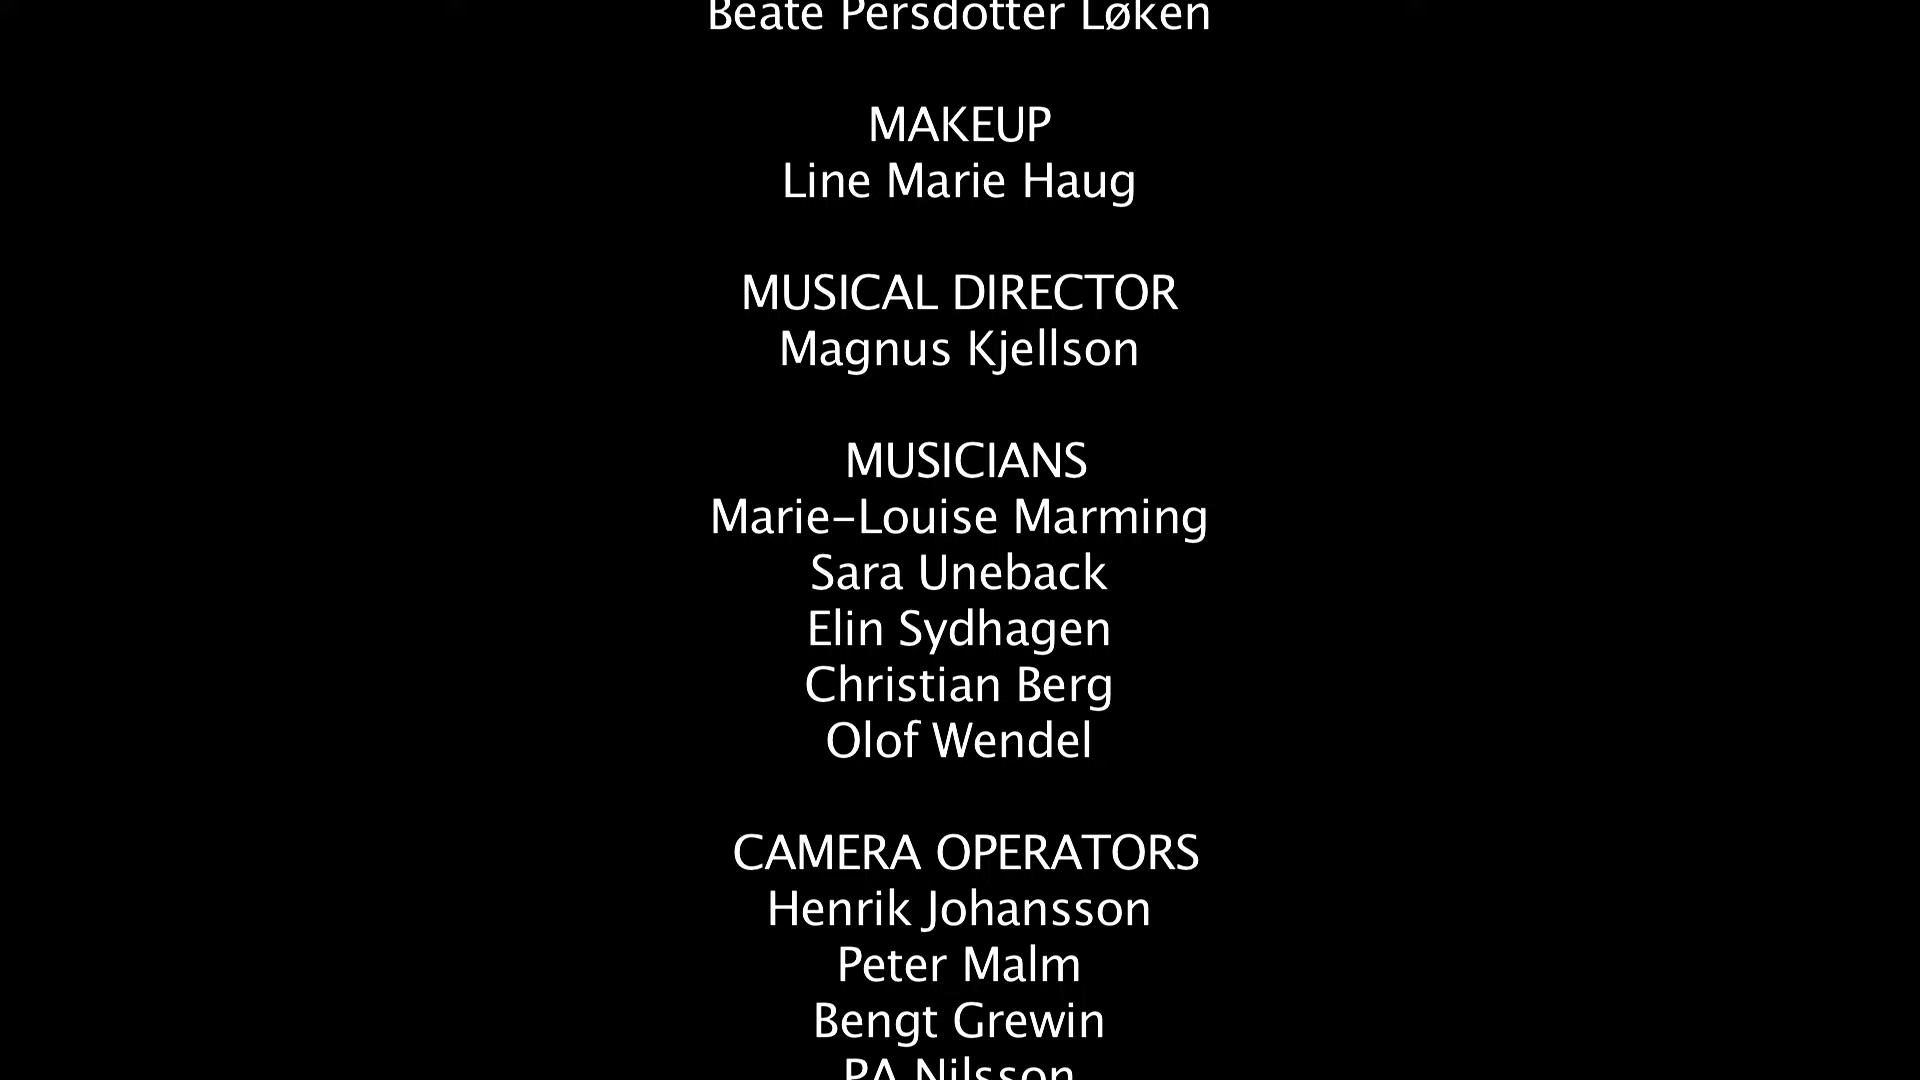 Beate Persdotter Løken
MAKEUP
Line Marie Haug
MUSICAL DIRECTOR
Magnus Kjellson
MUSICIANS
Marie-Louise Marming
Sara Uneback
Elin Sydhagen
Christian Berg
Olof Wendel
CAMERA OPERATORS
Henrik Johansson
Peter Malm
Bengt Grewin
PA Nilsson